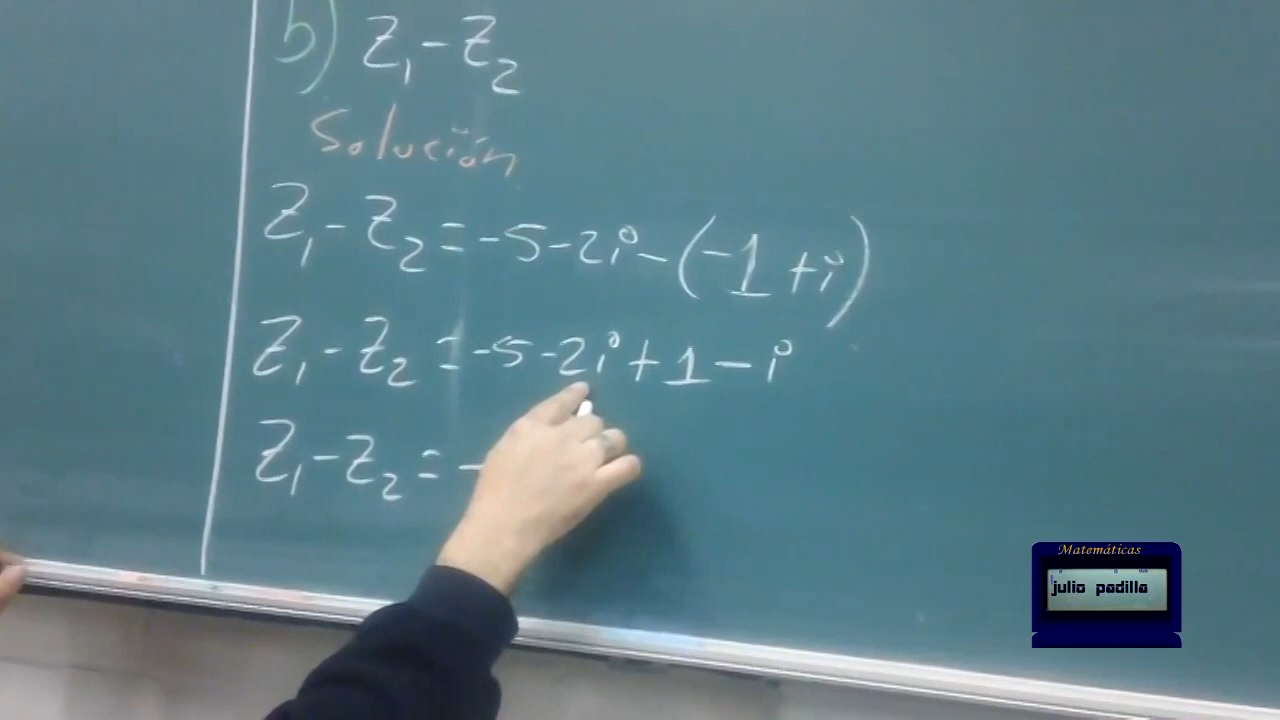 b) Z₁ - Z₂
Solución
Z₁ - Z₂ = -5 - 2i - (-1 + i)
Z₁ - Z₂ = -5 - 2i + 1 - i
Z₁ - Z₂ = -
Matemáticas
julio padilla